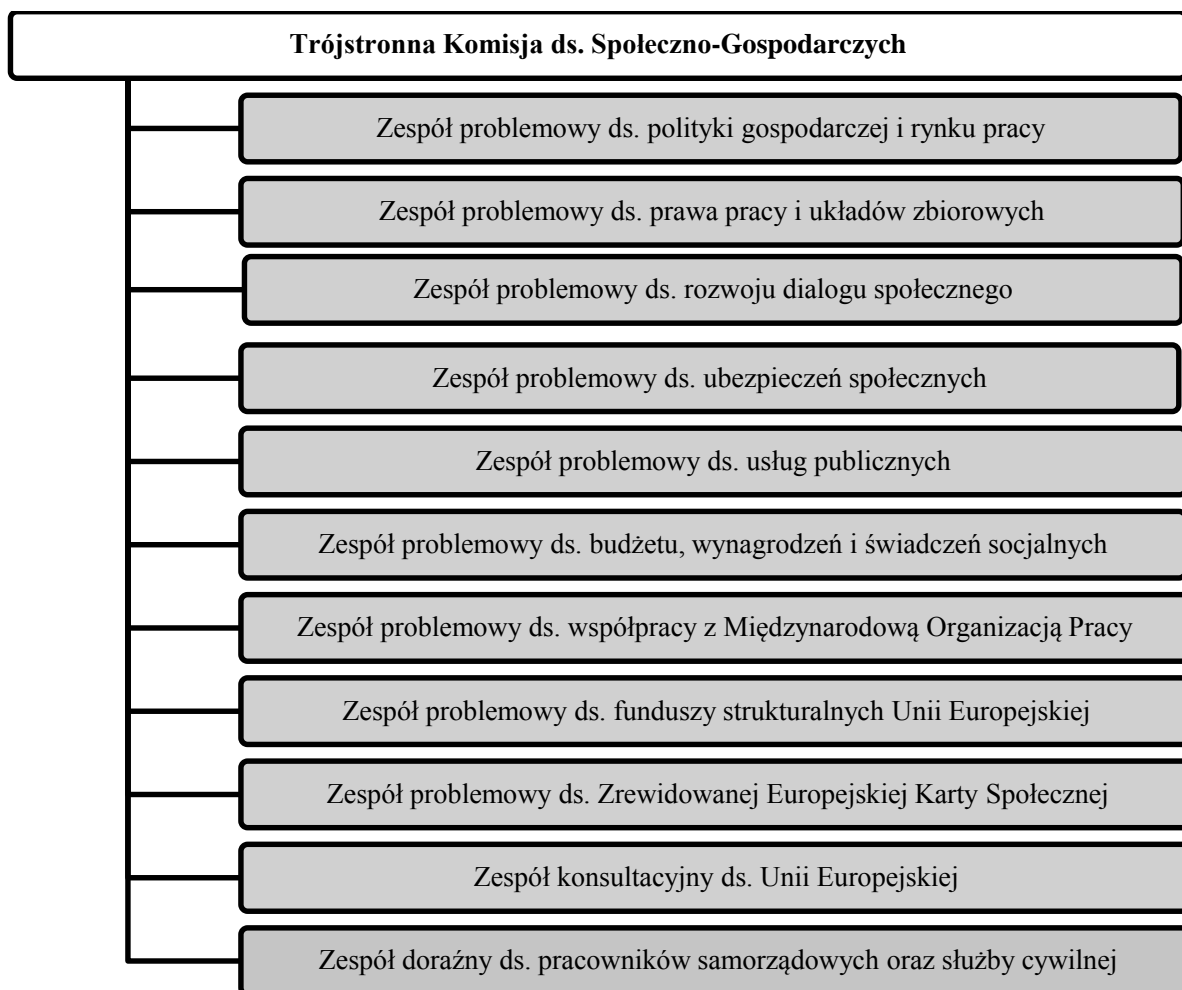 Trójstronna Komisja ds. Społeczno-Gospodarczych
Zespół problemowy ds. polityki gospodarczej i rynku pracy
Zespół problemowy ds. prawa pracy i układów zbiorowych
Zespół problemowy ds. rozwoju dialogu społecznego
Zespół problemowy ds. ubezpieczeń społecznych
Zespół problemowy ds. usług publicznych
Zespół problemowy ds. budżetu, wynagrodzeń i świadczeń socjalnych
Zespół problemowy ds. współpracy z Międzynarodową Organizacją Pracy
Zespół problemowy ds. funduszy strukturalnych Unii Europejskiej
Zespół problemowy ds. Zrewidowanej Europejskiej Karty Społecznej
Zespół konsultacyjny ds. Unii Europejskiej
Zespół doraźny ds. pracowników samorządowych oraz służby cywilnej